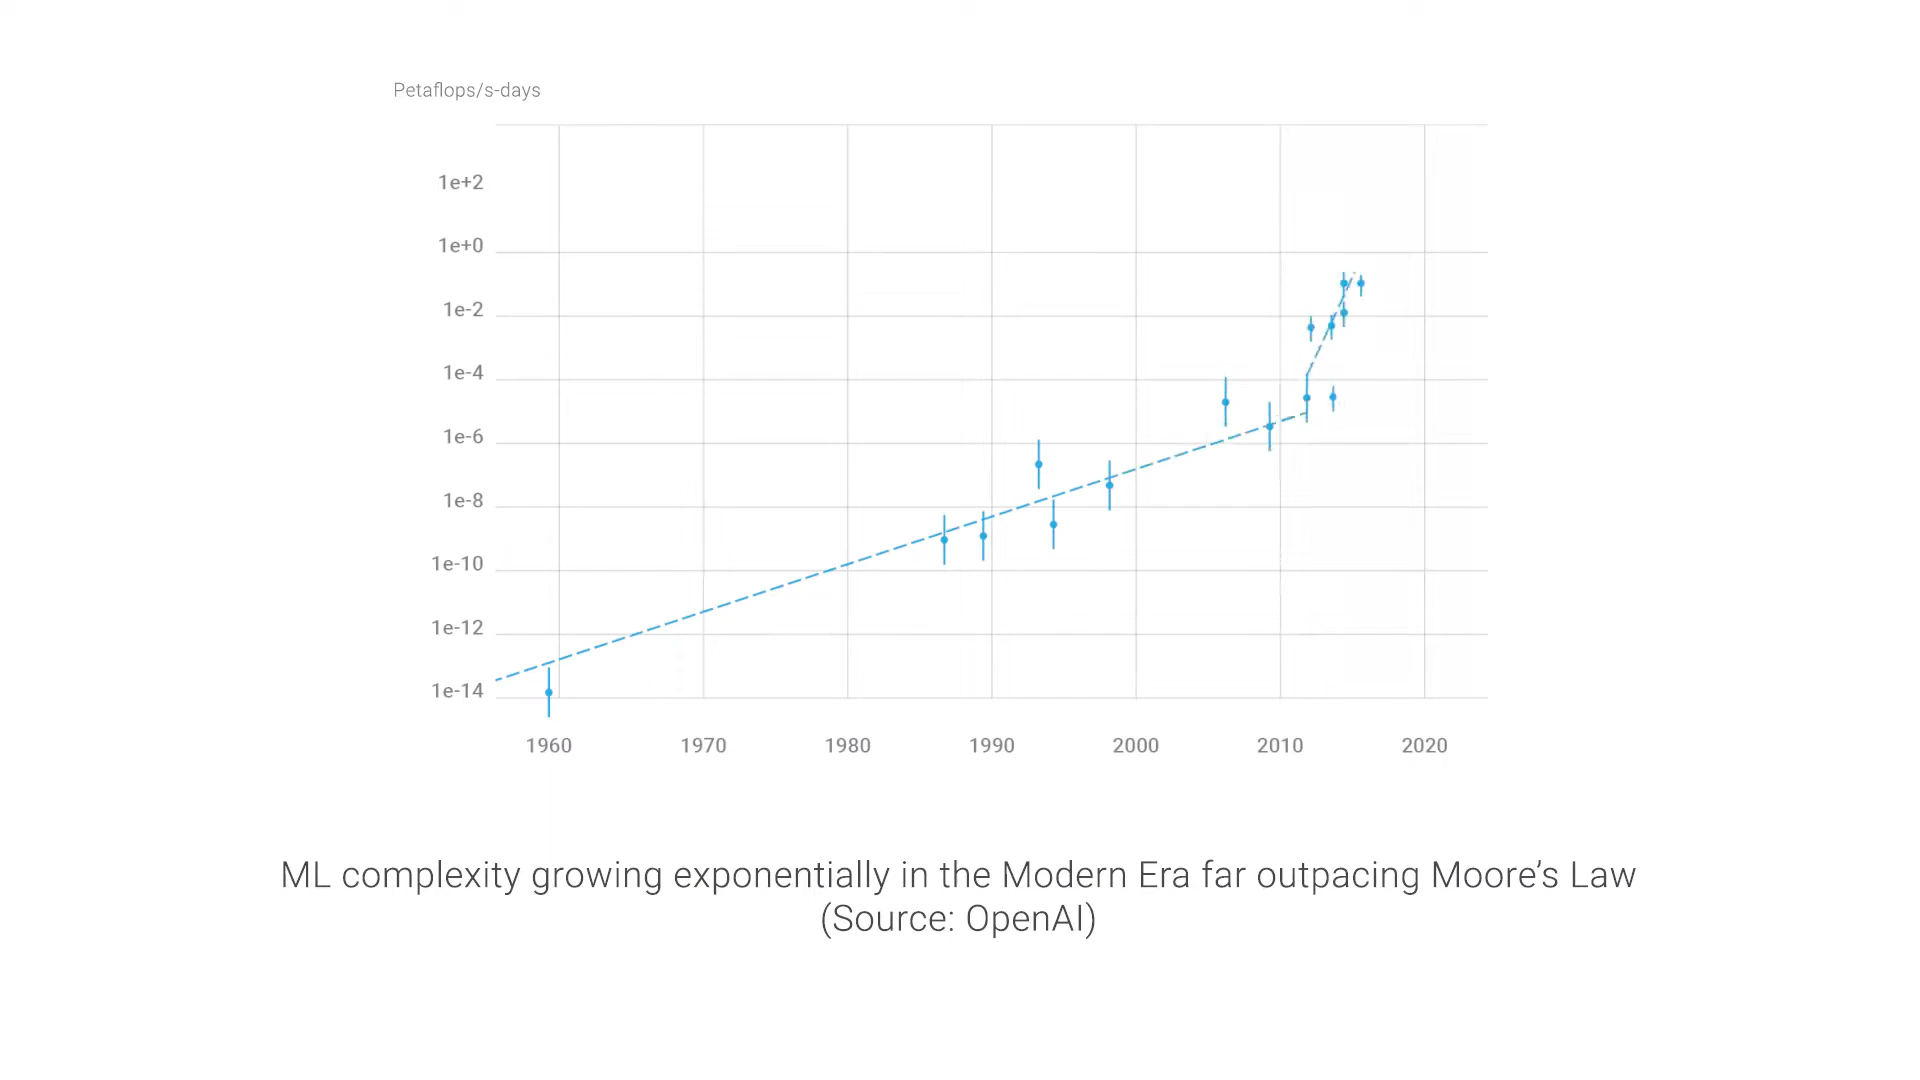 Petaflops/s-days
1e+2
1e+0
1e-2
1e-4
1e-6
1e-8
1e-10
1e-12
1e-14
1960 1970 1980 1990 2000 2010 2020
ML complexity growing exponentially in the Modern Era far outpacing Moore’s Law
(Source: OpenAI)